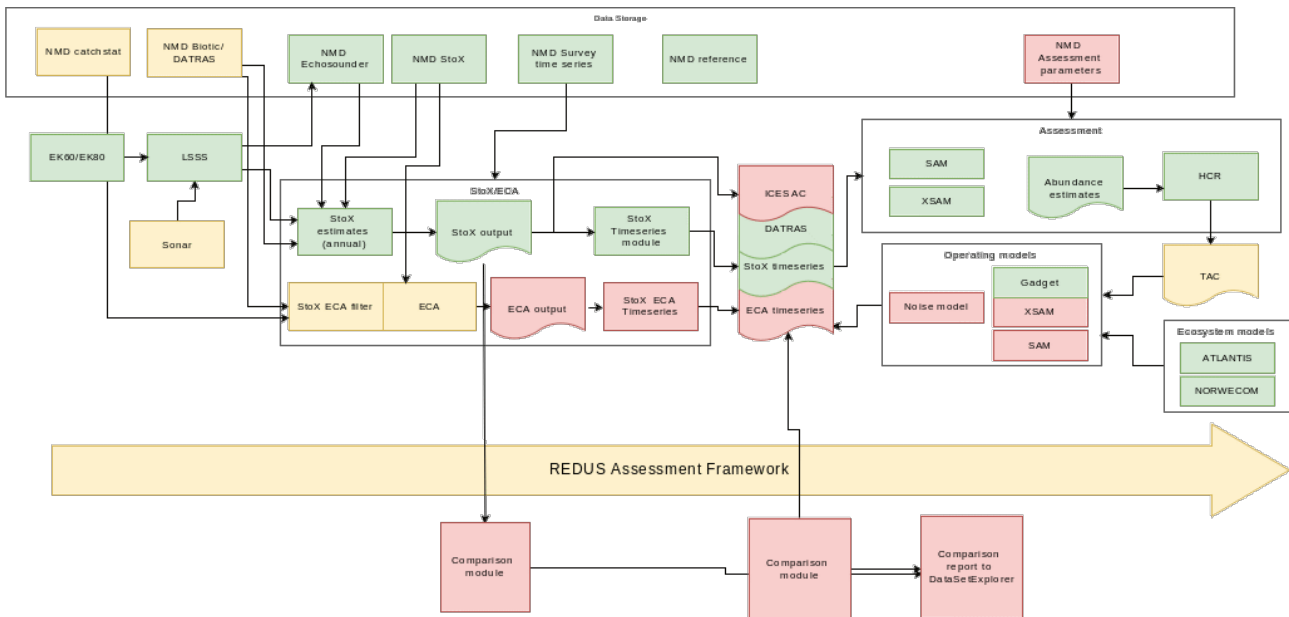 Data Storage
NMD catchstat
NMD Biotic/
DATRAS
NMD
Echosounder
NMD StoX
NMD Survey
time series
NMD reference
NMD
Assessment
parameters
EK60/EK80
LSSS
Sonar
StoX/ECA
StoX
estimates
(annual)
StoX output
StoX
Timeseries
module
StoX ECA filter
ECA
ECA output
StoX ECA
Timeseries
ICES AC
DATRAS
StoX timeseries
ECA timeseries
Assessment
SAM
XSAM
Abundance
estimates
HCR
Operating models
Noise model
Gadget
XSAM
SAM
TAC
Ecosystem models
ATLANTIS
NORWECOM
REDUS Assessment Framework
Comparison
module
Comparison
module
Comparison
report to
DataSetExplorer